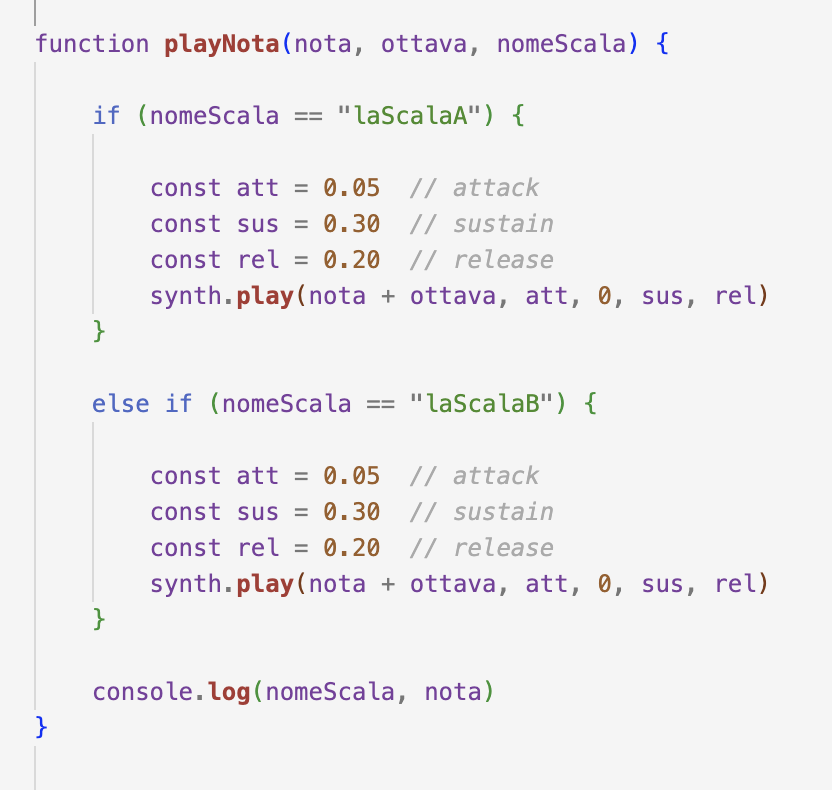 function playNota(nota, ottava, nomeScala) {
if (nomeScala == "laScalaA") {
const att = 0.05 // attack
const sus = 0.30 // sustain
const rel = 0.20 // release
synth.play(nota + ottava, att, 0, sus, rel)
}
else if (nomeScala == "laScalaB") {
const att = 0.05 // attack
const sus = 0.30 // sustain
const rel = 0.20 // release
synth.play(nota + ottava, att, 0, sus, rel)
}
console.log(nomeScala, nota)
}